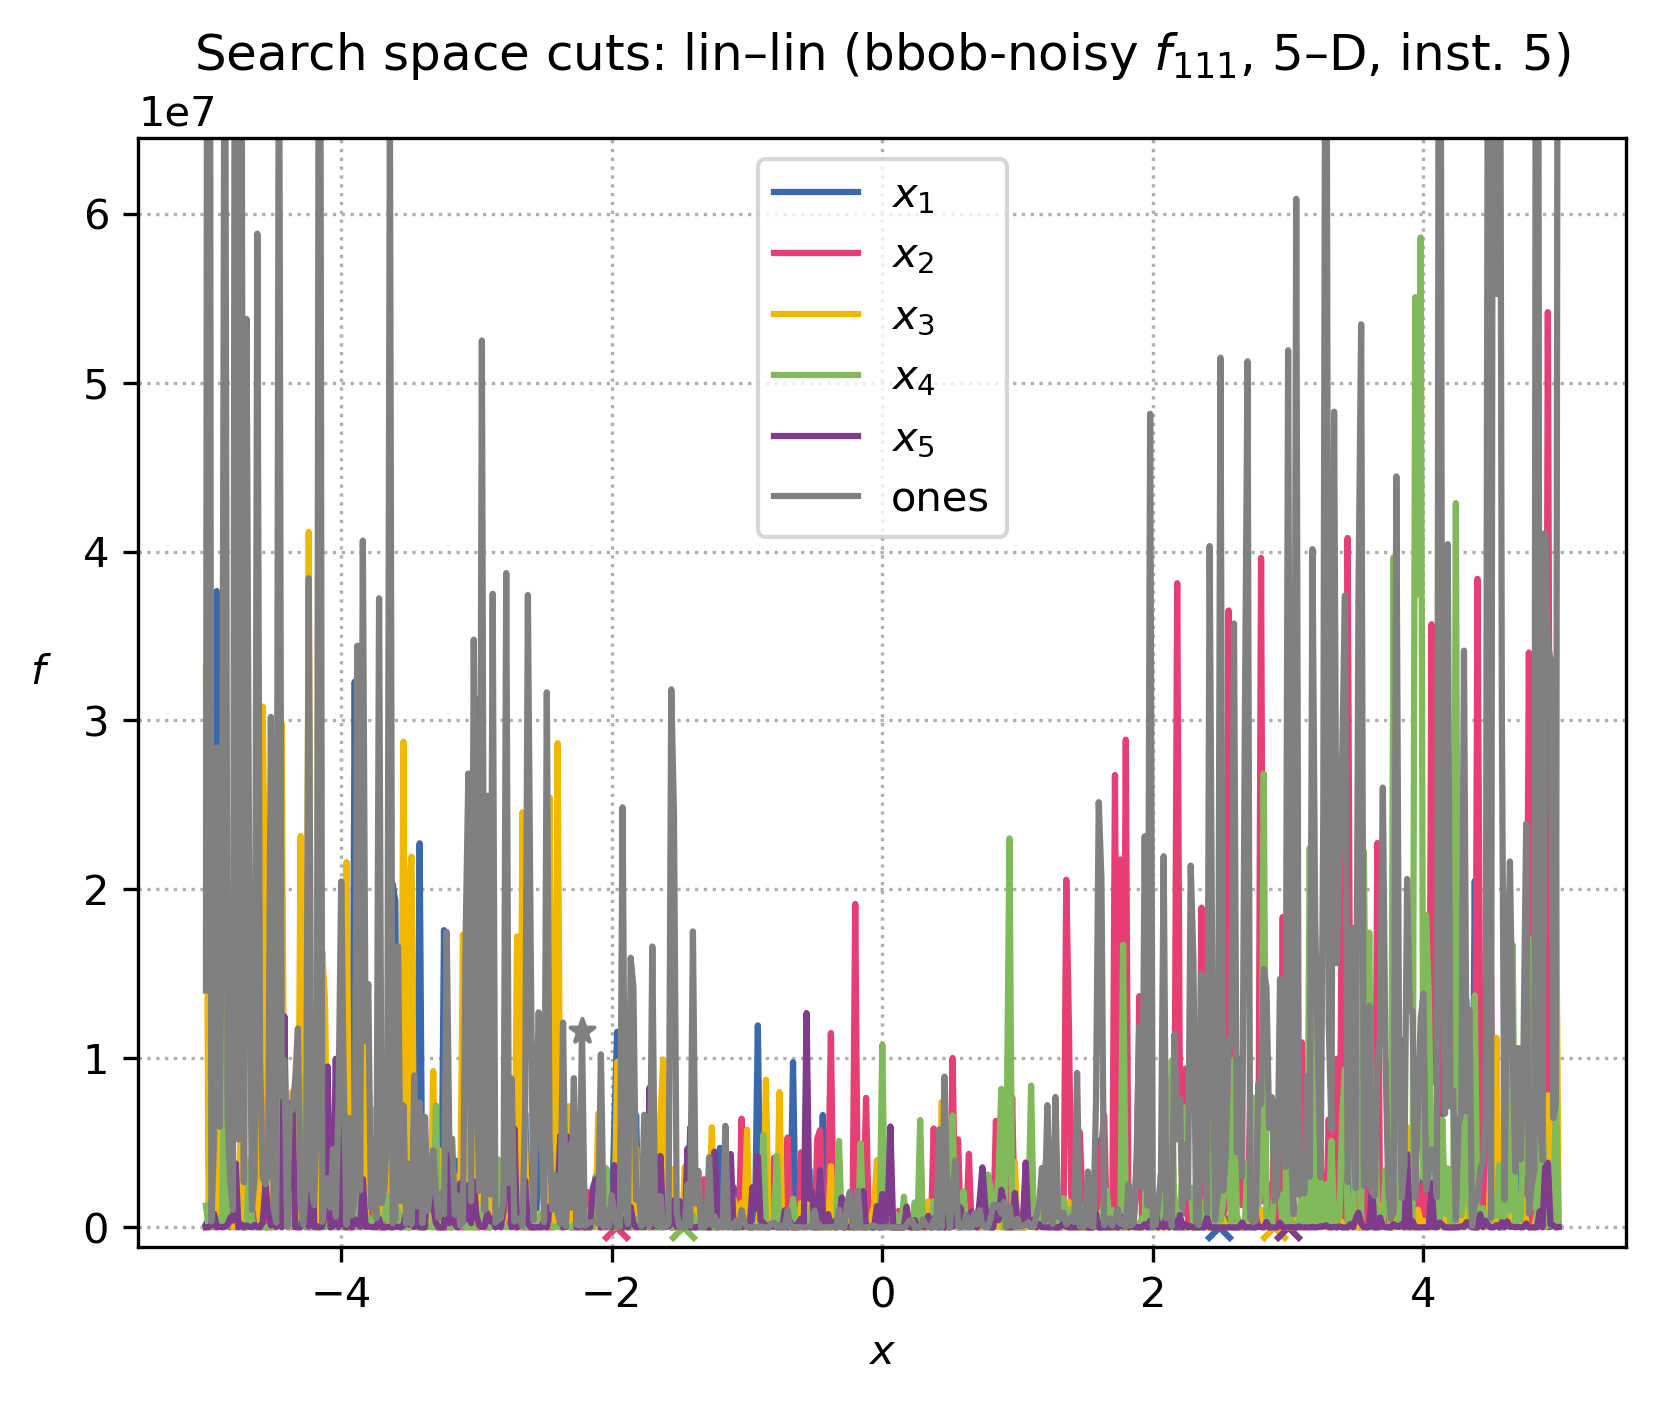 Search space cuts: lin–lin (bbob-noisy f₁₁₁, 5–D, inst. 5)
1e7
x₁
x₂
x₃
x₄
x₅
ones
6
5
4
3
2
1
0
f
−4 −2 0 2 4
x